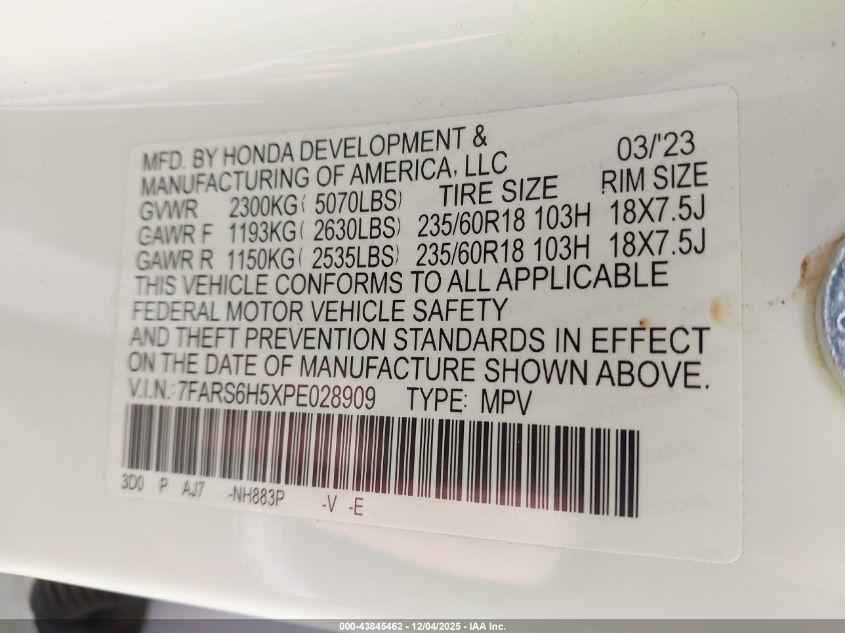 MFD. BY HONDA DEVELOPMENT &
MANUFACTURING OF AMERICA, LLC 03/'23
GVWR 2300KG( 5070LBS) TIRE SIZE RIM SIZE
GAWR F 1193KG( 2630LBS) 235/60R18 103H 18X7.5J
GAWR R 1150KG( 2535LBS) 235/60R18 103H 18X7.5J
THIS VEHICLE CONFORMS TO ALL APPLICABLE
FEDERAL MOTOR VEHICLE SAFETY
AND THEFT PREVENTION STANDARDS IN EFFECT
ON THE DATE OF MANUFACTURE SHOWN ABOVE.
V.I.N.: 7FARS6H5XPE028909 TYPE: MPV
3D0 P AJ7 -NH883P -V -E
000-43845462 - 12/04/2025 - IAA Inc.